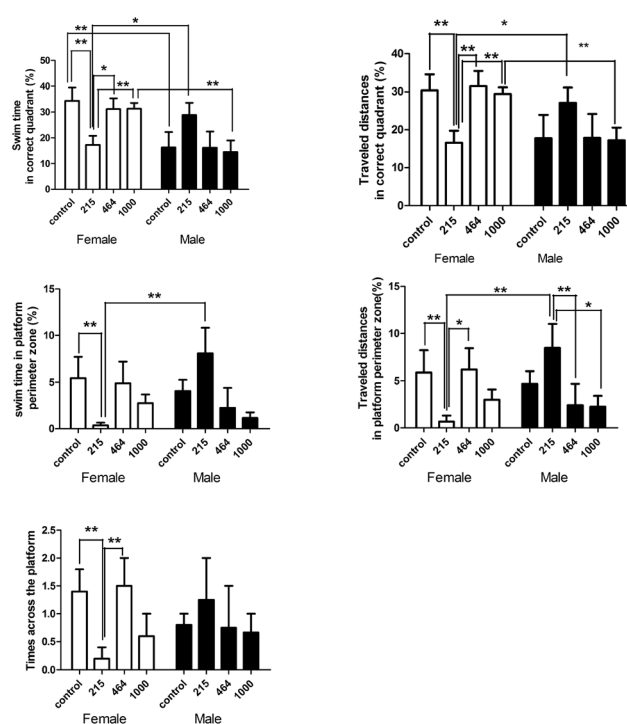 Swim time
in correct quadrant (%)
50
40
30
20
10
0
** * ** * ** **
control 215 464 1000 control 215 464 1000
Female Male
Traveled distances
in correct quadrant (%)
40
30
20
10
0
** * ** ** **
control 215 464 1000 control 215 464 1000
Female Male
swim time in platform
perimeter zone (%)
15
10
5
0
** **
control 215 464 1000 control 215 464 1000
Female Male
Traveled distances
in platform perimeter zone(%)
15
10
5
0
** * ** ** *
control 215 464 1000 control 215 464 1000
Female Male
Times across the platform
2.5
2.0
1.5
1.0
0.5
0.0
** **
control 215 464 1000 control 215 464 1000
Female Male